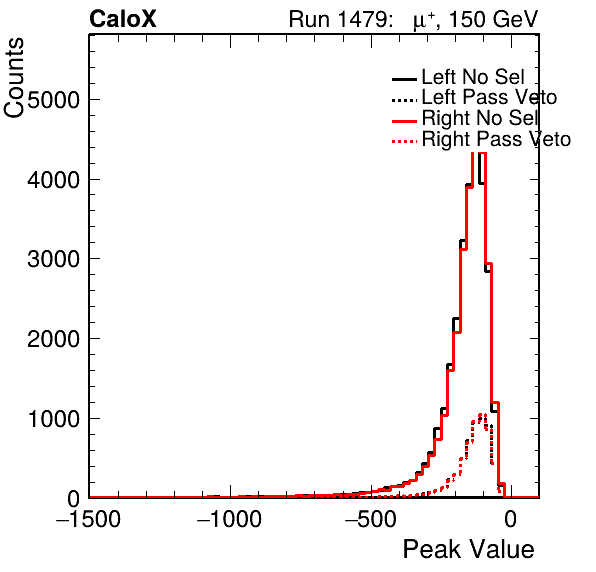 CaloX Run 1479: μ⁺, 150 GeV
Counts
Left No Sel
Left Pass Veto
Right No Sel
Right Pass Veto
5000
4000
3000
2000
1000
0
−1500 −1000 −500 0
Peak Value